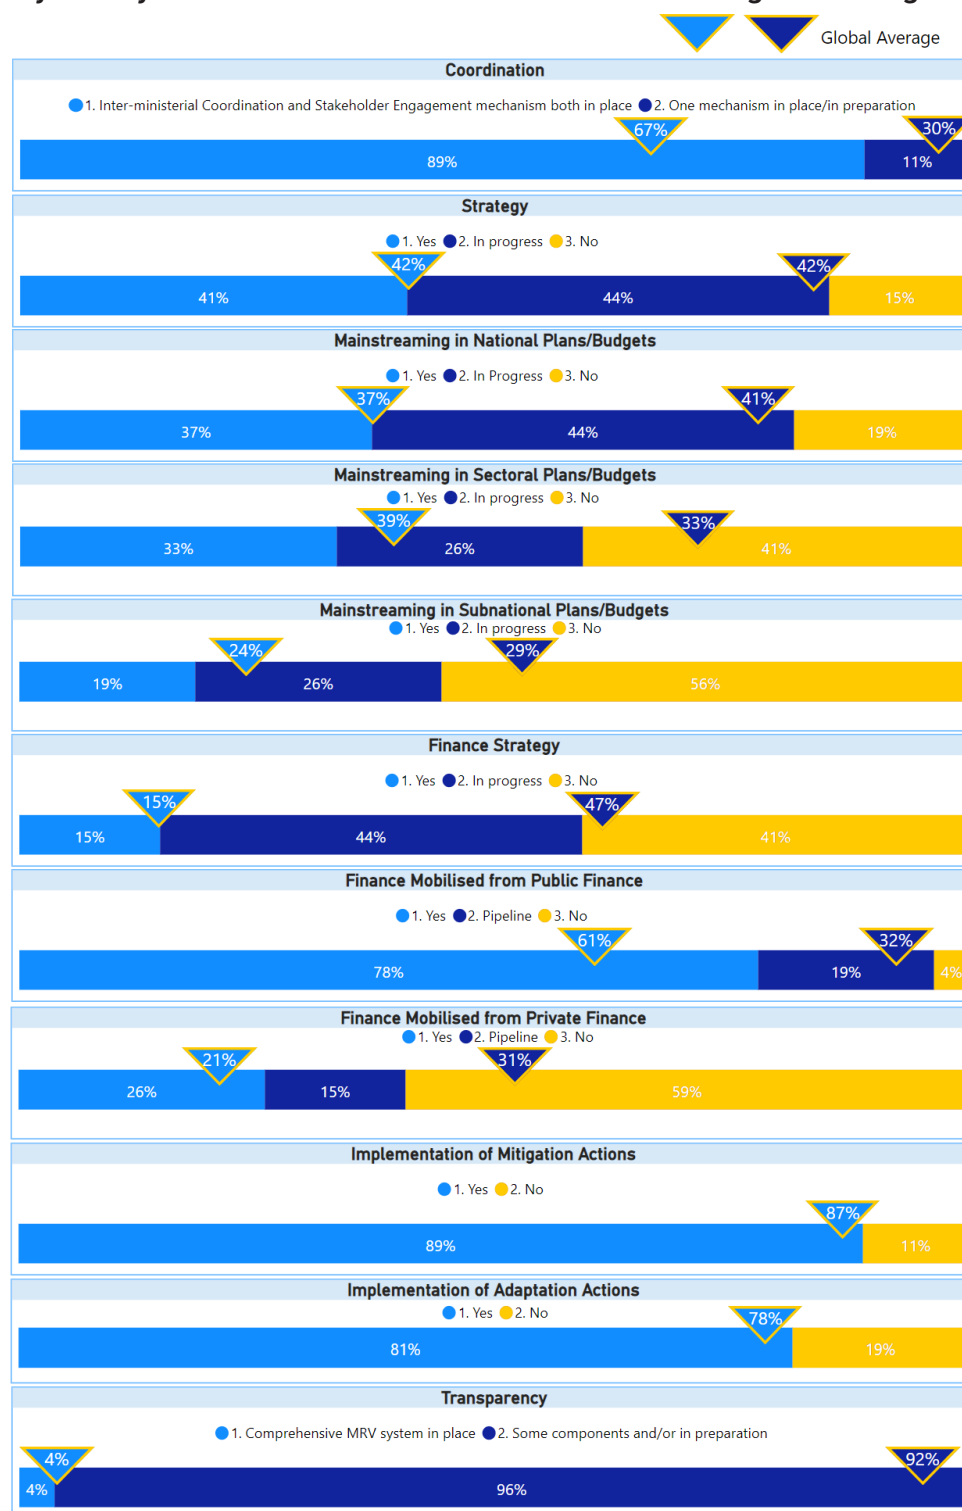 Global Average
Coordination
1. Inter-ministerial Coordination and Stakeholder Engagement mechanism both in place 2. One mechanism in place/in preparation
67% 30%
89% 11%
Strategy
1. Yes 2. In progress 3. No
42% 42%
41% 44% 15%
Mainstreaming in National Plans/Budgets
1. Yes 2. In Progress 3. No
37% 41%
37% 44% 19%
Mainstreaming in Sectoral Plans/Budgets
1. Yes 2. In progress 3. No
39% 33%
33% 26% 41%
Mainstreaming in Subnational Plans/Budgets
1. Yes 2. In progress 3. No
24% 29%
19% 26% 56%
Finance Strategy
1. Yes 2. In progress 3. No
15% 47%
15% 44% 41%
Finance Mobilised from Public Finance
1. Yes 2. Pipeline 3. No
61% 32%
78% 19% 4%
Finance Mobilised from Private Finance
1. Yes 2. Pipeline 3. No
21% 31%
26% 15% 59%
Implementation of Mitigation Actions
1. Yes 2. No
87%
89% 11%
Implementation of Adaptation Actions
1. Yes 2. No
78%
81% 19%
Transparency
1. Comprehensive MRV system in place 2. Some components and/or in preparation
4% 92%
4% 96%